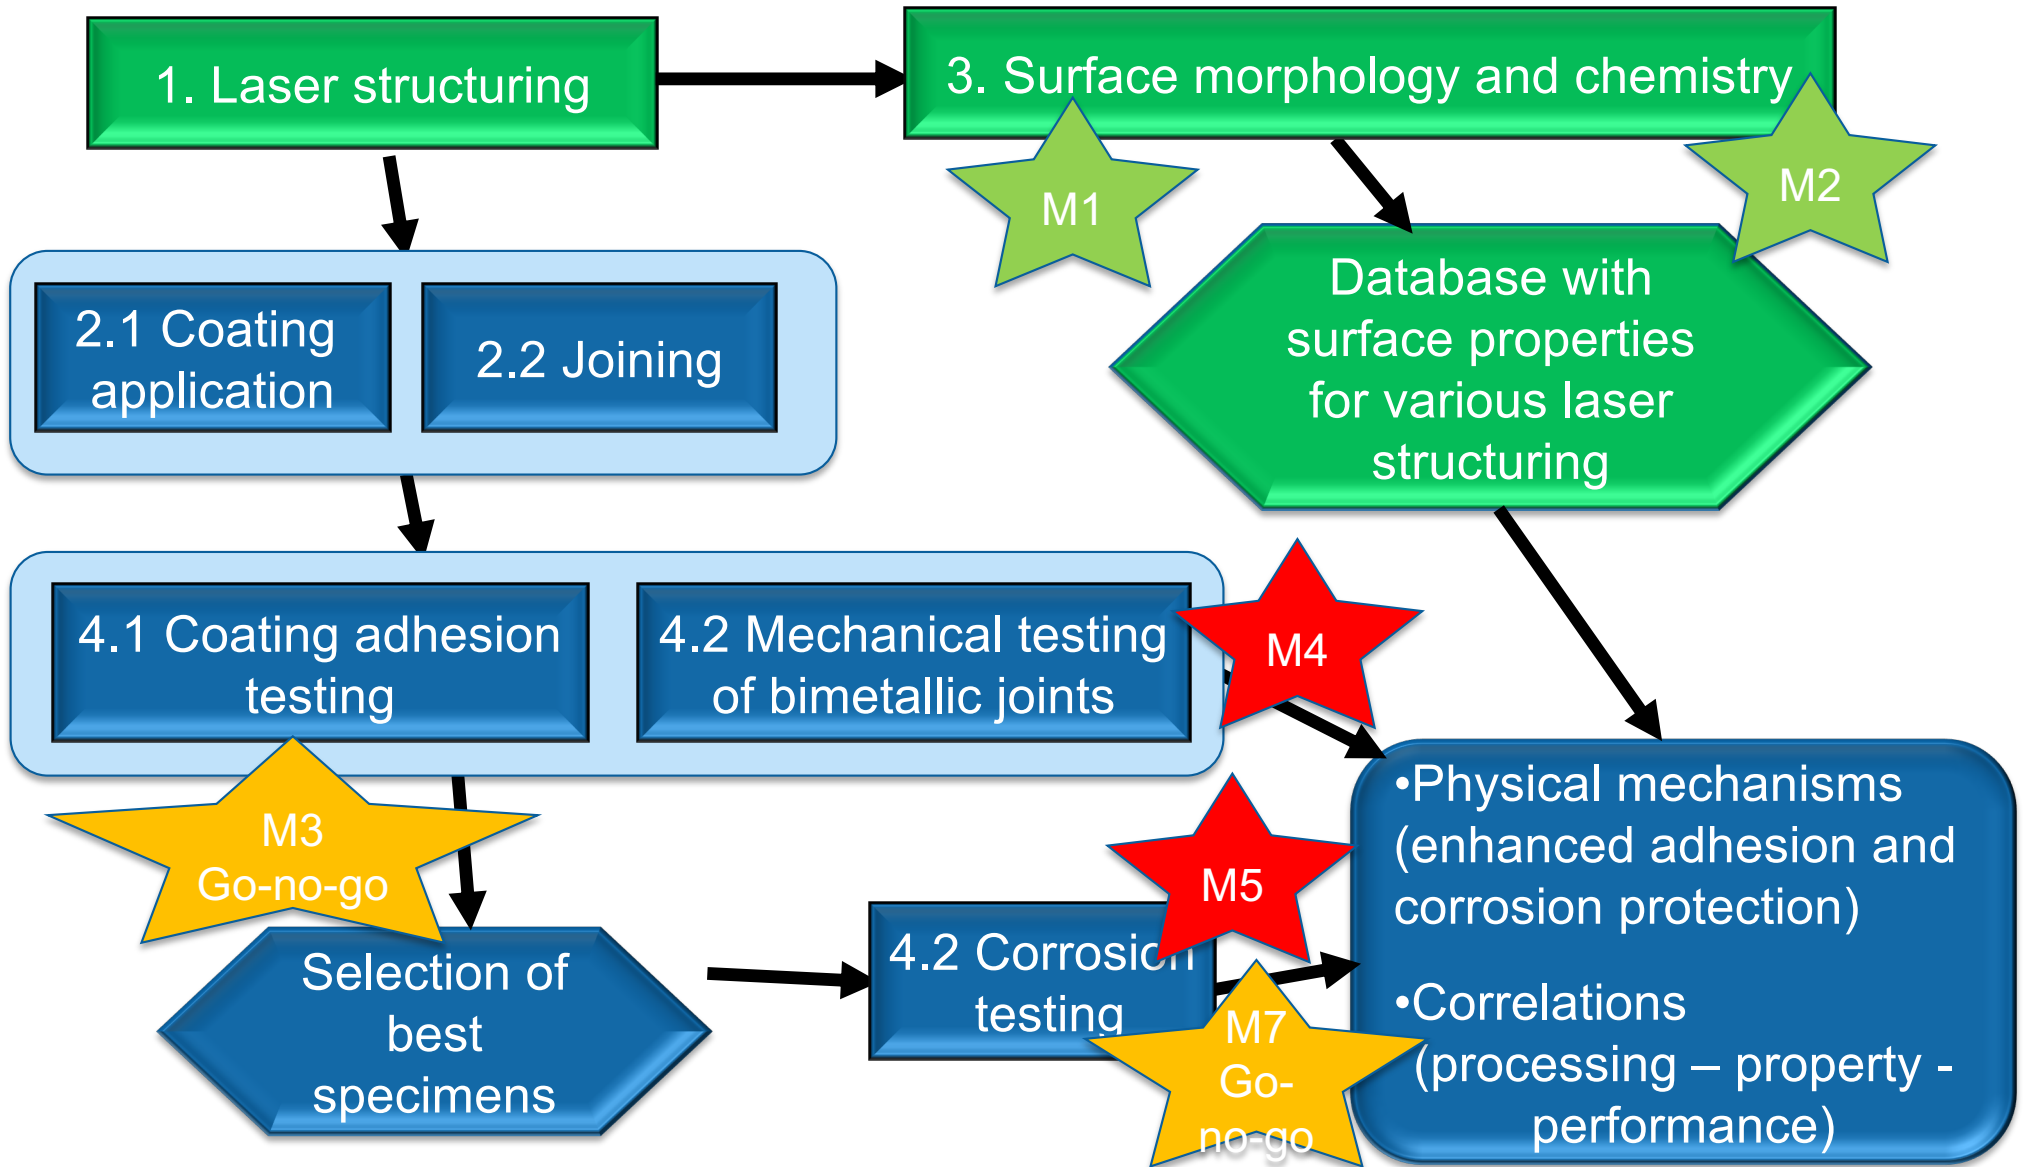 1. Laser structuring
3. Surface morphology and chemistry
M1
M2
2.1 Coating
application
2.2 Joining
Database with
surface properties
for various laser
structuring
4.1 Coating adhesion
testing
4.2 Mechanical testing
of bimetallic joints
M4
M3
Go-no-go
•Physical mechanisms
(enhanced adhesion and
corrosion protection)
•Correlations
(processing – property -
performance)
M5
Selection of
best
specimens
4.2 Corrosion
testing
M7
Go-
no-go